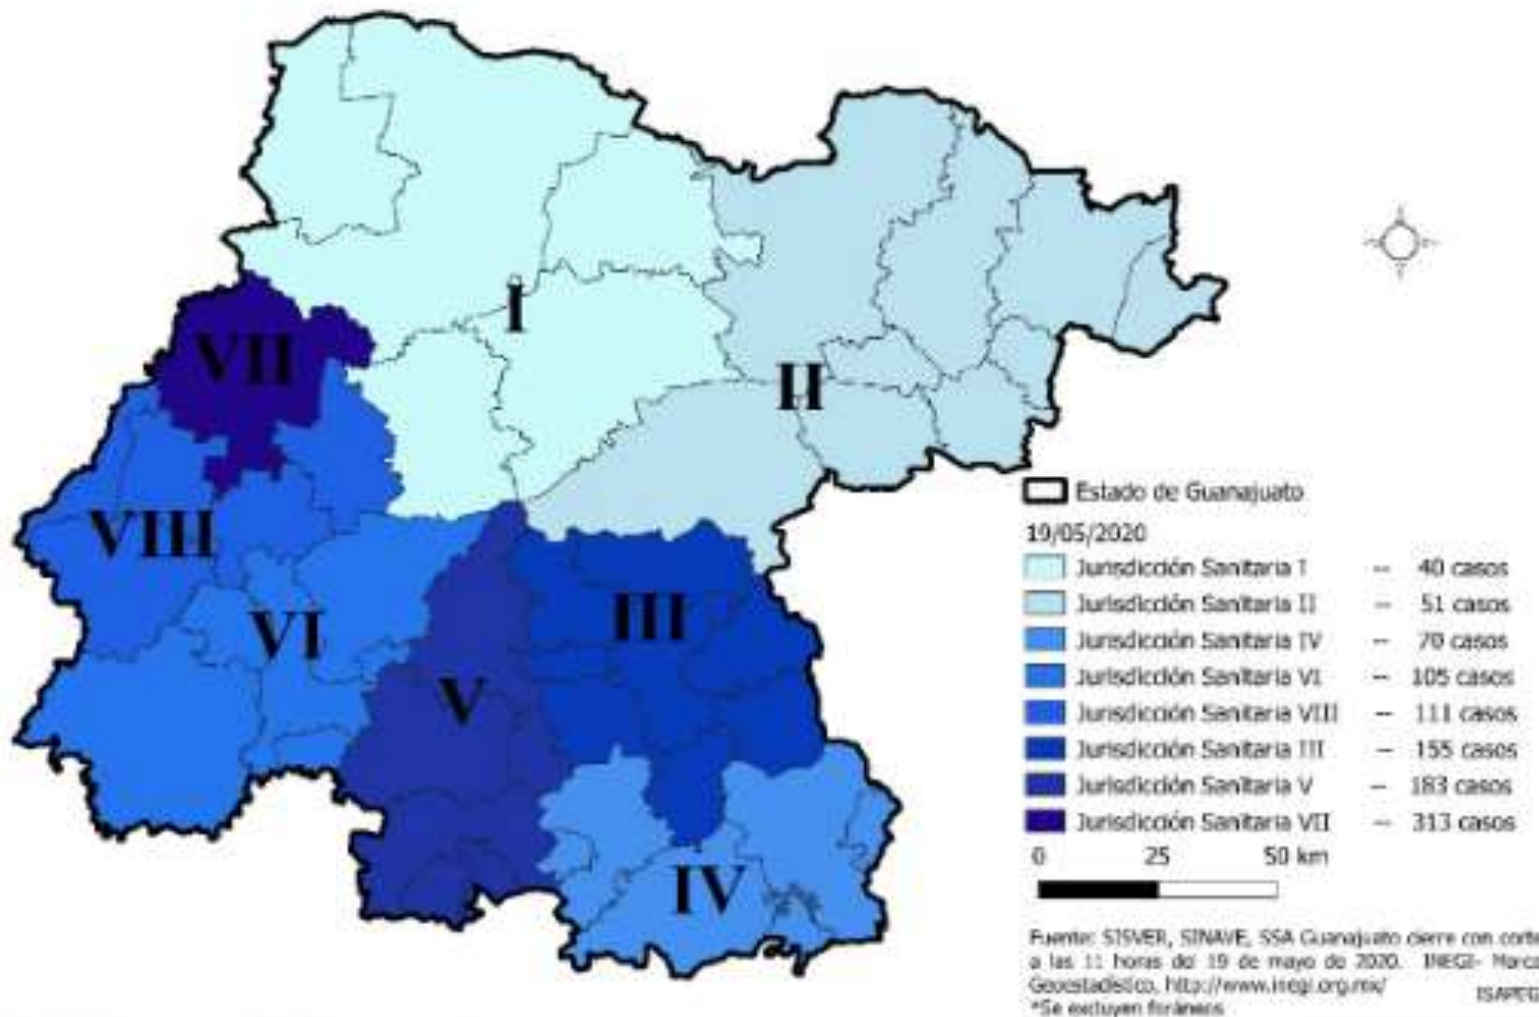 I
VII
II
VIII
III
VI
V
IV
Estado de Guanajuato
19/05/2020
Jurisdicción Sanitaria I -- 40 casos
Jurisdicción Sanitaria II -- 51 casos
Jurisdicción Sanitaria IV -- 70 casos
Jurisdicción Sanitaria VI -- 105 casos
Jurisdicción Sanitaria VIII -- 111 casos
Jurisdicción Sanitaria III -- 155 casos
Jurisdicción Sanitaria V -- 183 casos
Jurisdicción Sanitaria VII -- 313 casos
0 25 50 km
Fuente: SISVER, SINAVE, SSA Guanajuato cierre con corte
a las 11 horas del 19 de mayo de 2020. INEGI- Marco
Geoestadístico. http://www.inegi.org.mx/
ISAPEG
*Se excluyen foráneos